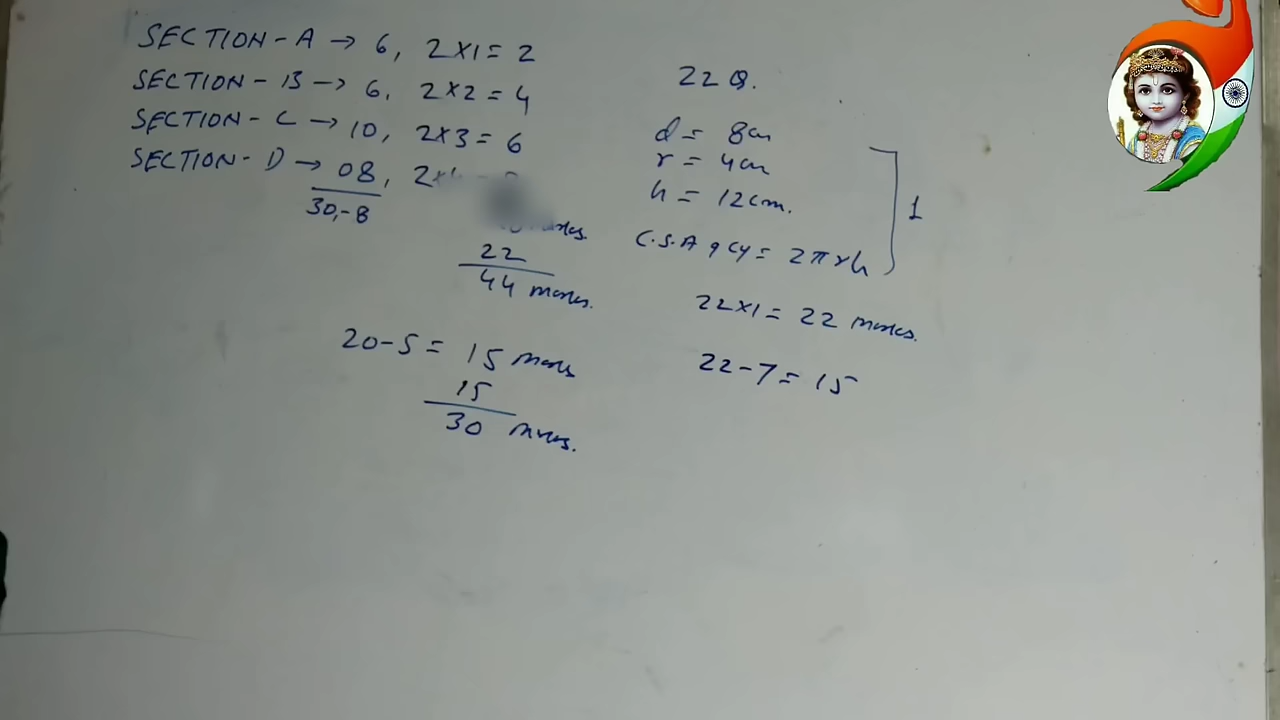 SECTION-A → 6, 2×1= 2
SECTION-B → 6, 2×2 = 4
SECTION-C → 10, 2×3 = 6
SECTION-D → 08, 2×
30,-8
22
44 marks.
20-5 = 15 marks
15
30 marks.
22 Q.
d = 8cm
r = 4cm
h = 12cm.
C.S.A of Cy = 2πrh
1
22×1 = 22 marks.
22-7 = 15